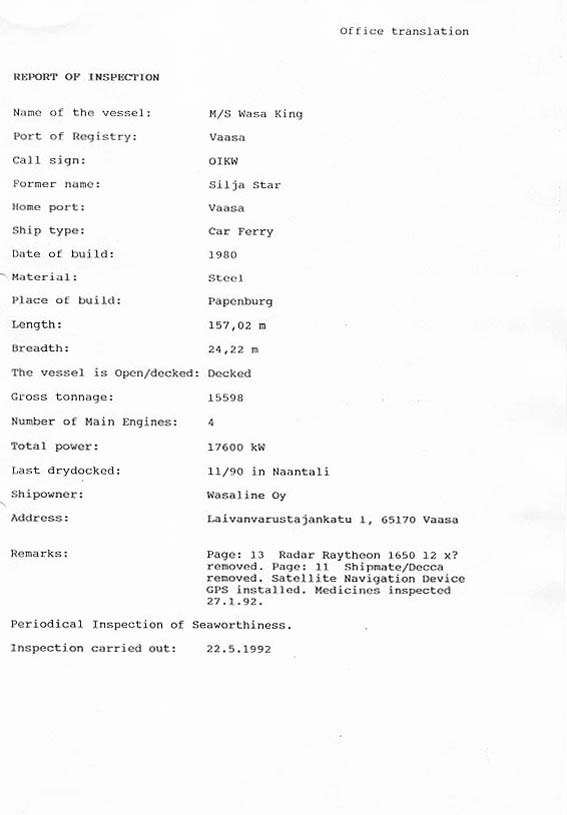 Office translation
REPORT OF INSPECTION
Name of the vessel: M/S Wasa King
Port of Registry: Vaasa
Call sign: OIKW
Former name: Silja Star
Home port: Vaasa
Ship type: Car Ferry
Date of build: 1980
Material: Steel
Place of build: Papenburg
Length: 157,02 m
Breadth: 24,22 m
The vessel is Open/decked: Decked
Gross tonnage: 15598
Number of Main Engines: 4
Total power: 17600 kW
Last drydocked: 11/90 in Naantali
Shipowner: Wasaline Oy
Address: Laivanvarustajankatu 1, 65170 Vaasa
Remarks: Page: 13 Radar Raytheon 1650 12 x?
removed. Page: 11 Shipmate/Decca
removed. Satellite Navigation Device
GPS installed. Medicines inspected
27.1.92.
Periodical Inspection of Seaworthiness.
Inspection carried out: 22.5.1992